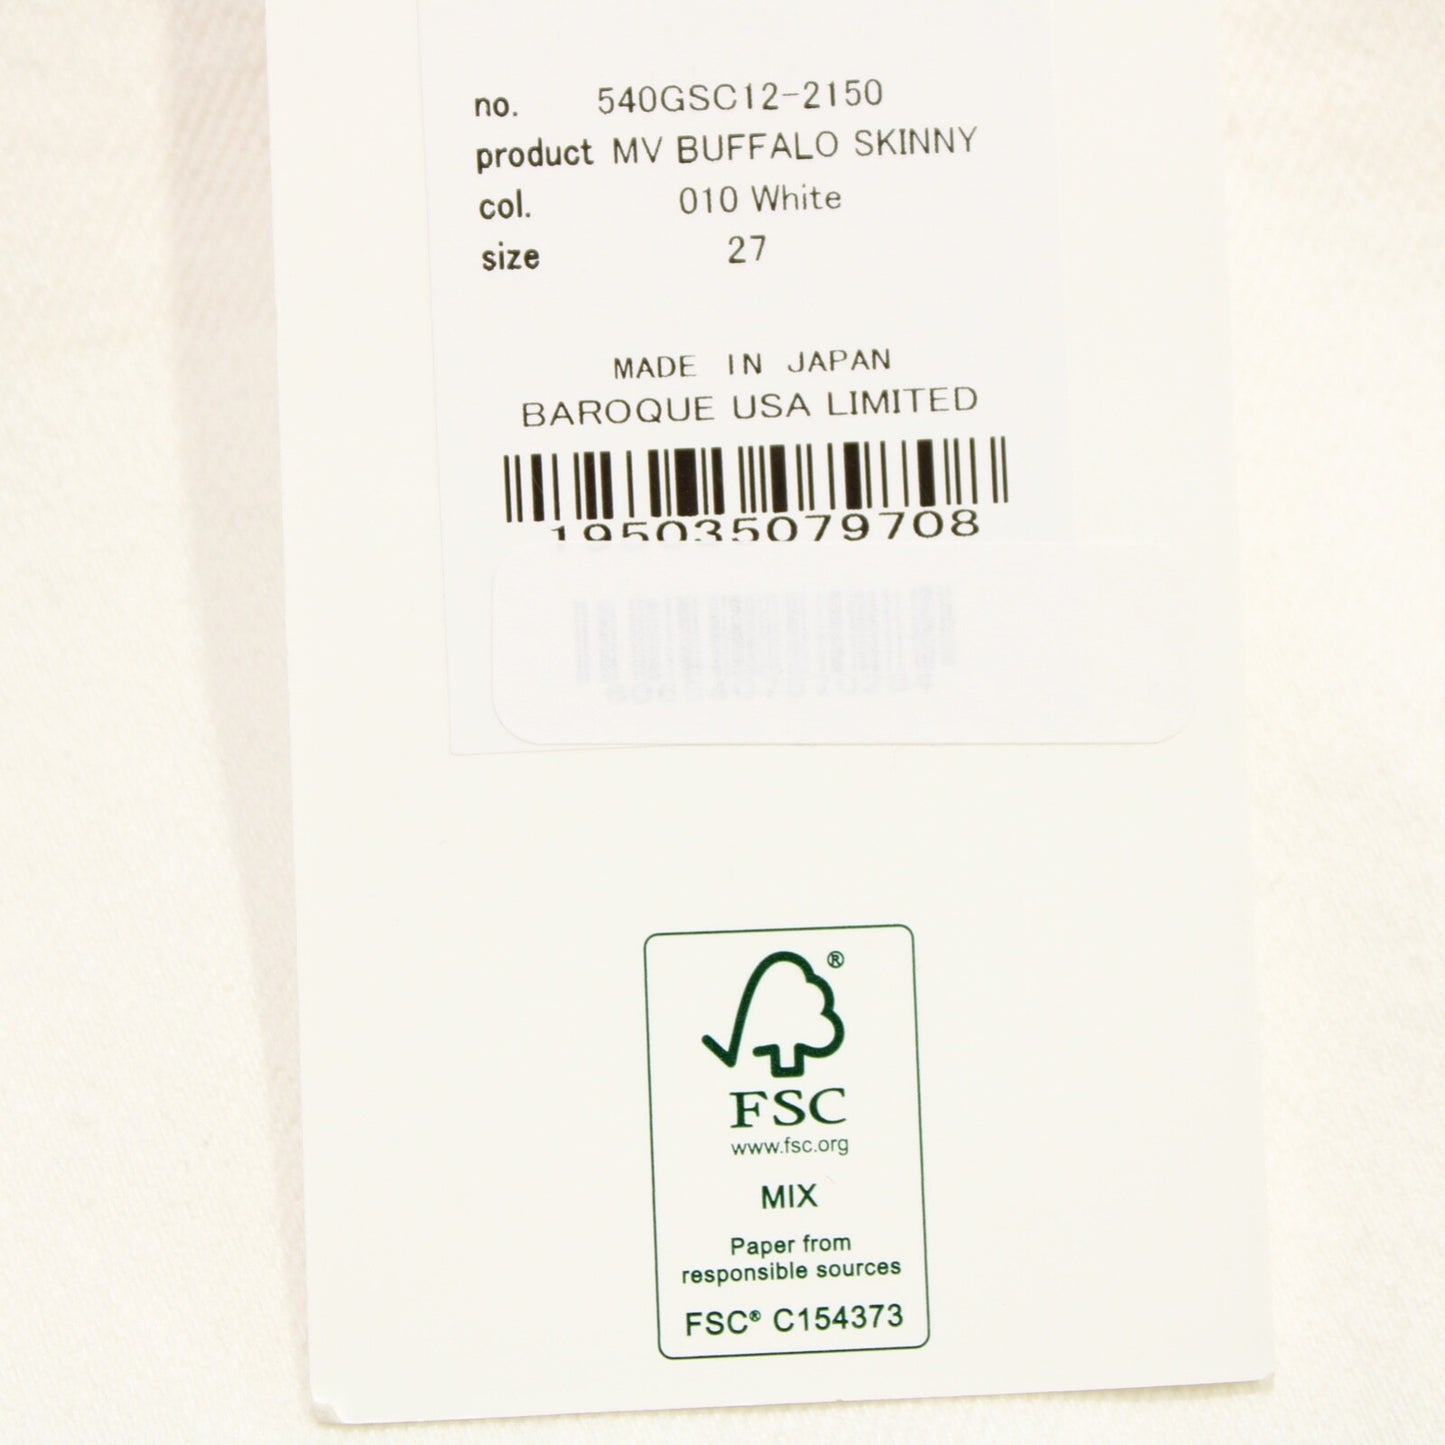 no. 540GSC12-2150
product MV BUFFALO SKINNY
col. 010 White
size 27
MADE IN JAPAN
BAROQUE USA LIMITED
195035079708
®
FSC
www.fsc.org
MIX
Paper from
responsible sources
FSC® C154373